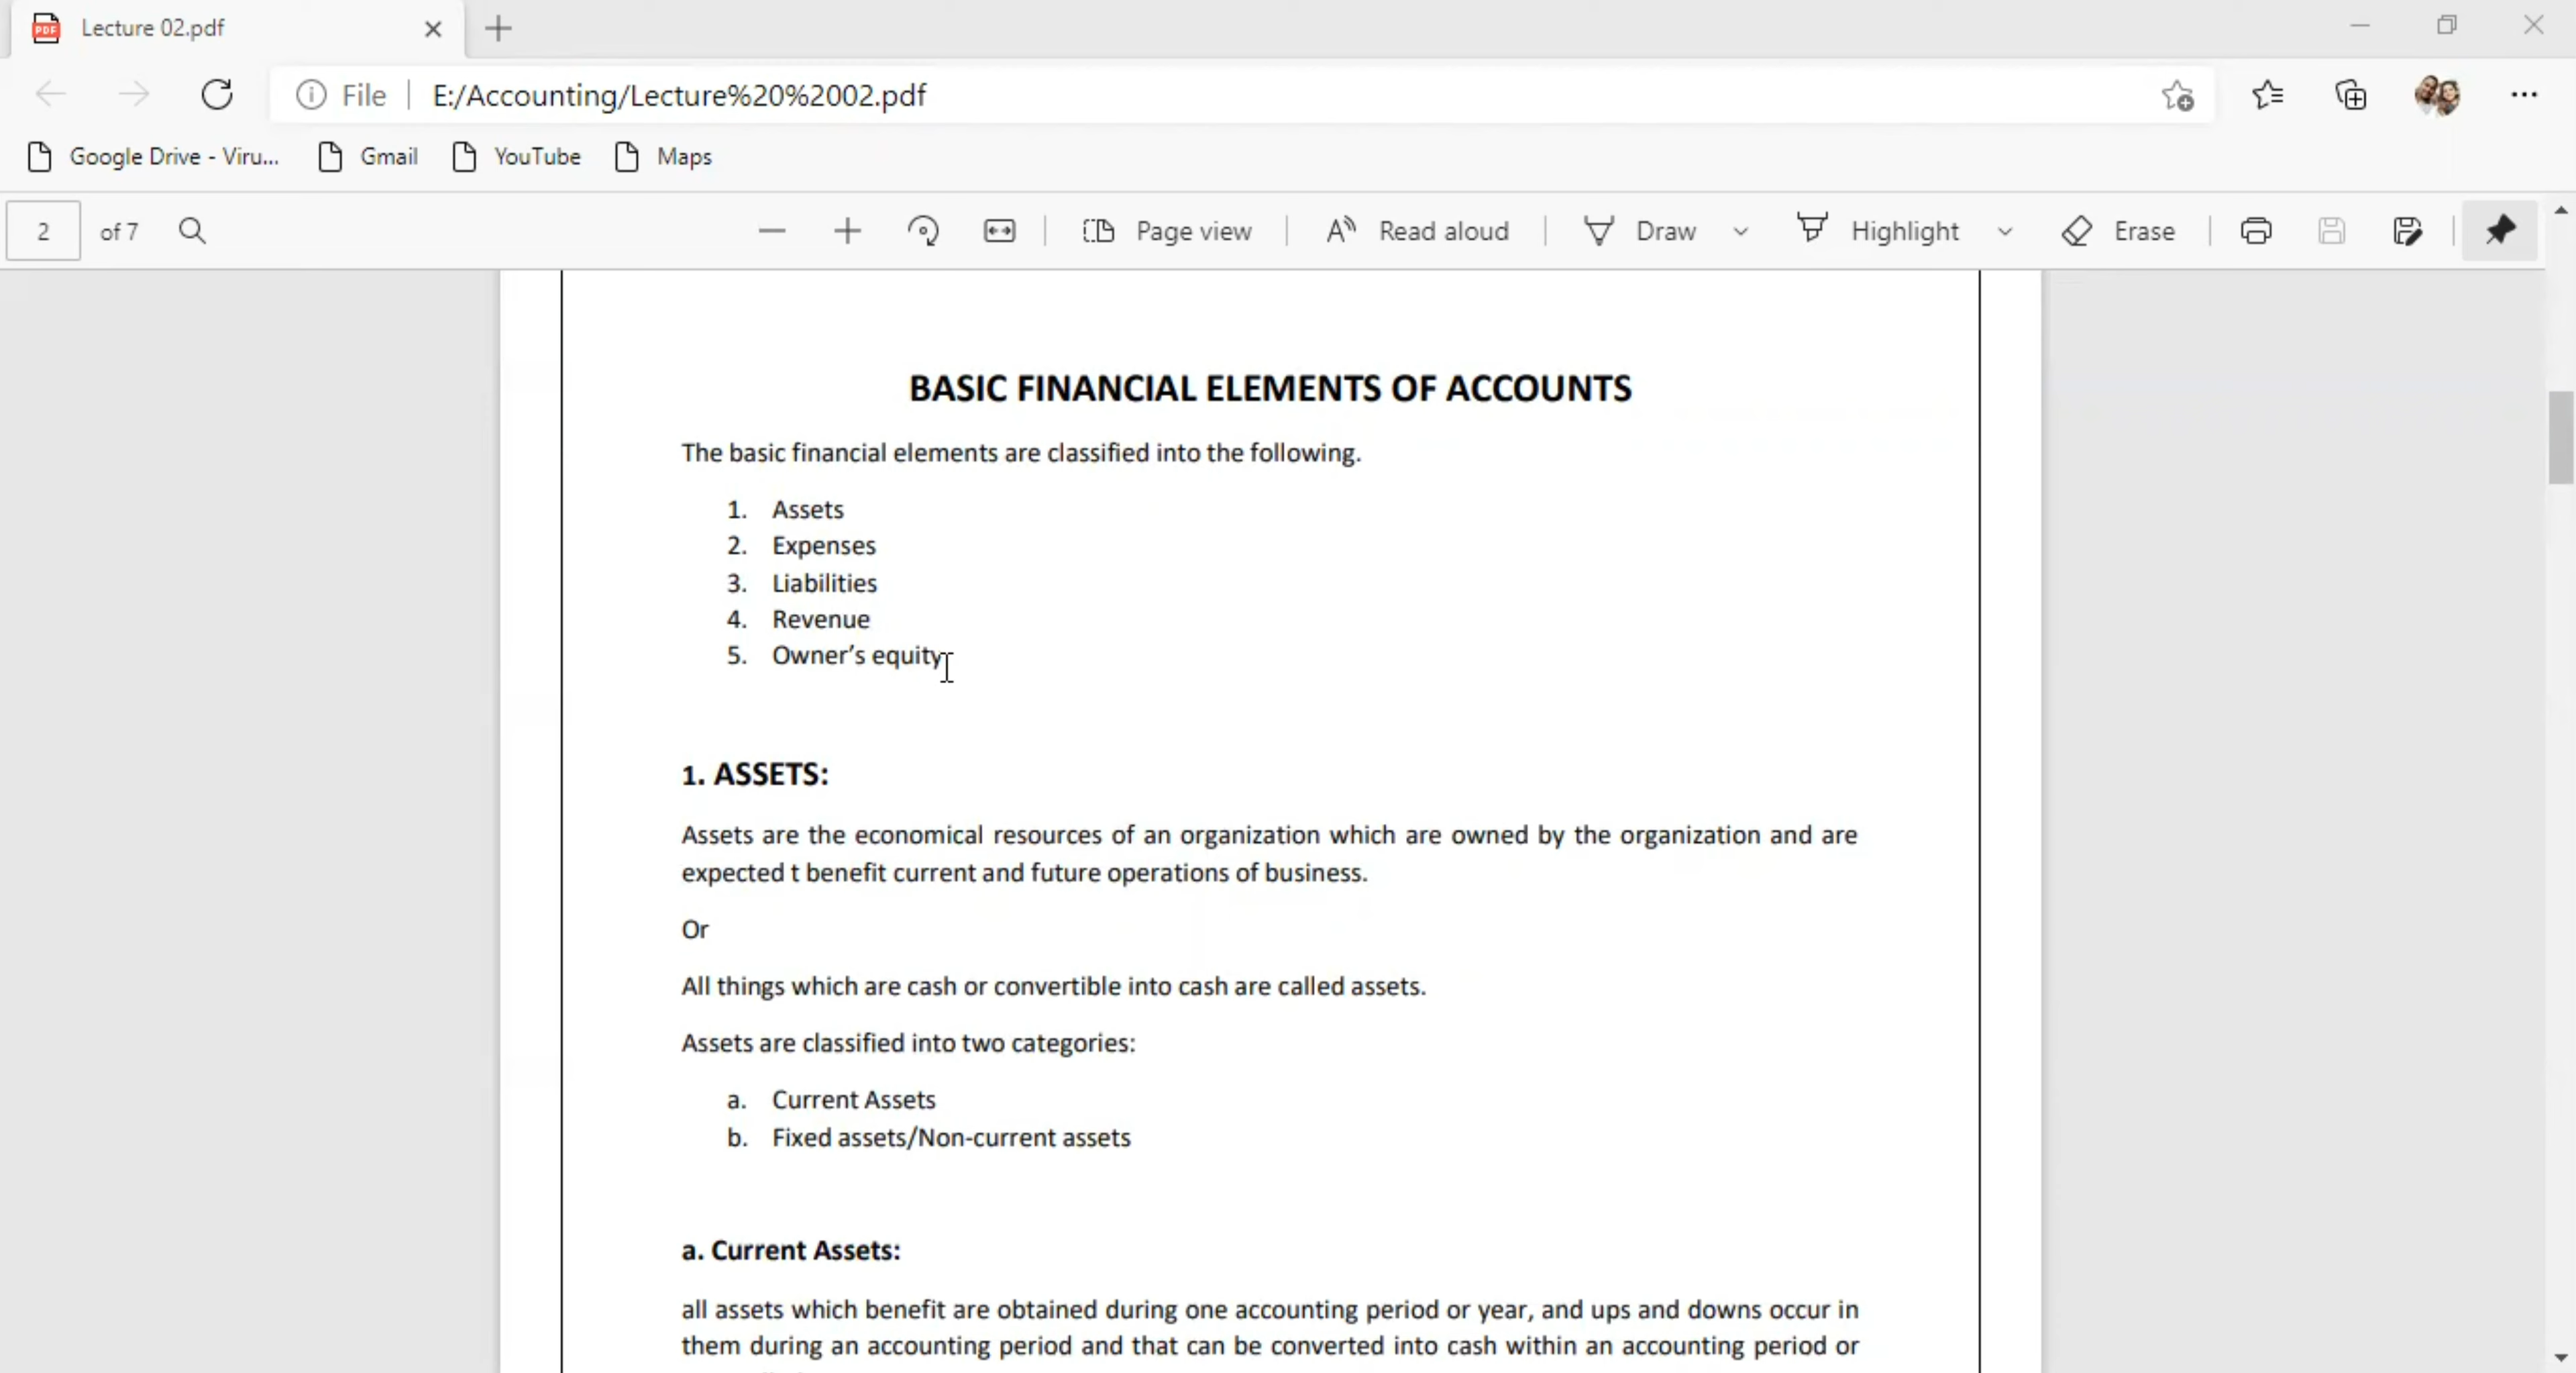 Lecture 02.pdf
File | E:/Accounting/Lecture%20%2002.pdf
Google Drive - Viru... Gmail YouTube Maps
2 of 7 Page view Read aloud Draw Highlight Erase
BASIC FINANCIAL ELEMENTS OF ACCOUNTS
The basic financial elements are classified into the following.
1. Assets
2. Expenses
3. Liabilities
4. Revenue
5. Owner’s equity
1. ASSETS:
Assets are the economical resources of an organization which are owned by the organization and are
expected t benefit current and future operations of business.
Or
All things which are cash or convertible into cash are called assets.
Assets are classified into two categories:
a. Current Assets
b. Fixed assets/Non-current assets
a. Current Assets:
all assets which benefit are obtained during one accounting period or year, and ups and downs occur in
them during an accounting period and that can be converted into cash within an accounting period or